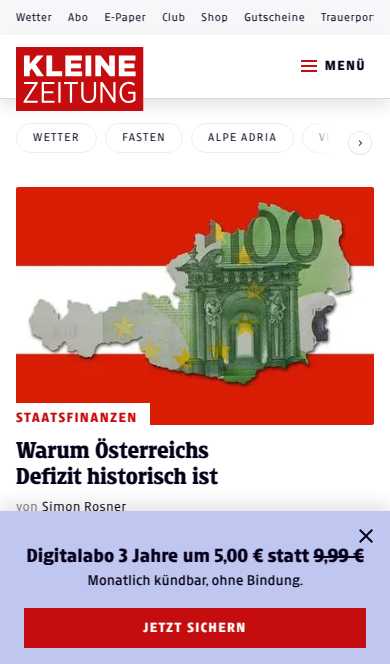 Wetter Abo E-Paper Club Shop Gutscheine
KLEINE
ZEITUNG
MENÜ
WETTER FASTEN ALPE ADRIA
100
STAATSFINANZEN
Warum Österreichs
Defizit historisch ist
von Simon Rosner
Digitalabo 3 Jahre um 5,00 € statt 9,99 €
Monatlich kündbar, ohne Bindung.
JETZT SICHERN